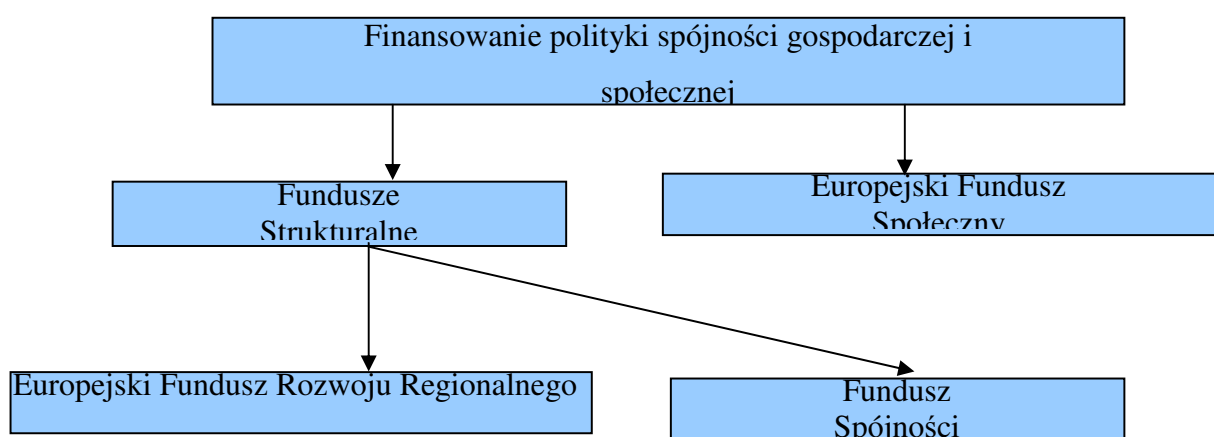 Finansowanie polityki spójności gospodarczej i
społecznej
Fundusze
Strukturalne
Europejski Fundusz
Społeczny
Europejski Fundusz Rozwoju Regionalnego
Fundusz
Spójności